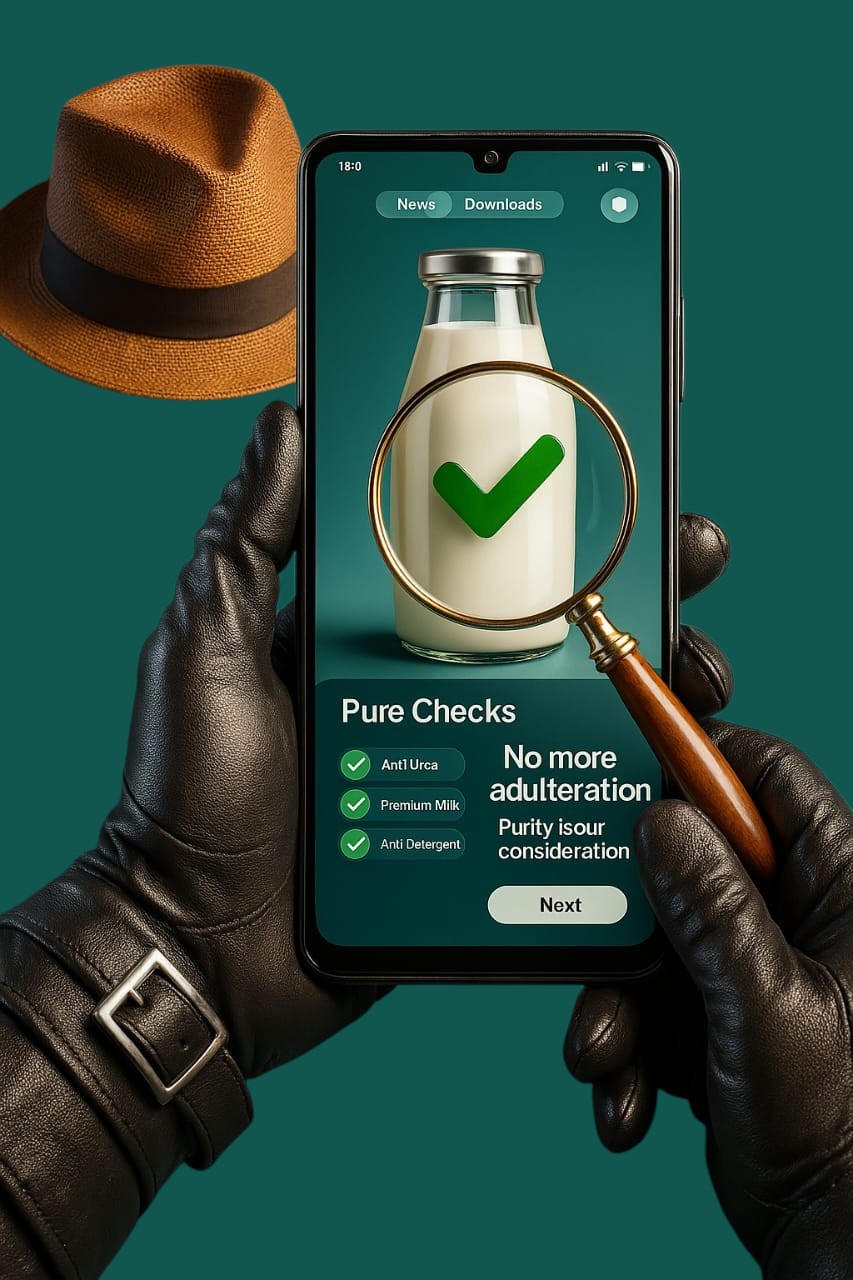 18:0
News
Downloads
Pure Checks
Ant1 Urca
Premium Milk
Anti Detergent
No more
adulteration
Purity isour
consideration
Next